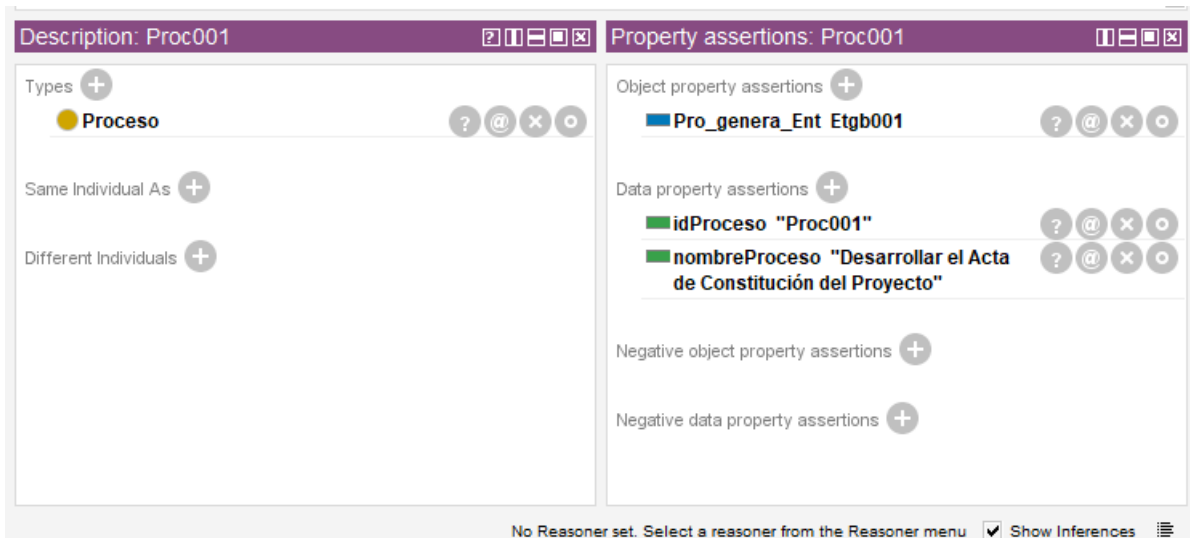 Description: Proc001
Types
Proceso
Same Individual As
Different Individuals
Property assertions: Proc001
Object property assertions
Pro_genera_Ent Etgb001
Data property assertions
idProceso "Proc001"
nombreProceso "Desarrollar el Acta
de Constitución del Proyecto"
Negative object property assertions
Negative data property assertions
No Reasoner set. Select a reasoner from the Reasoner menu Show Inferences